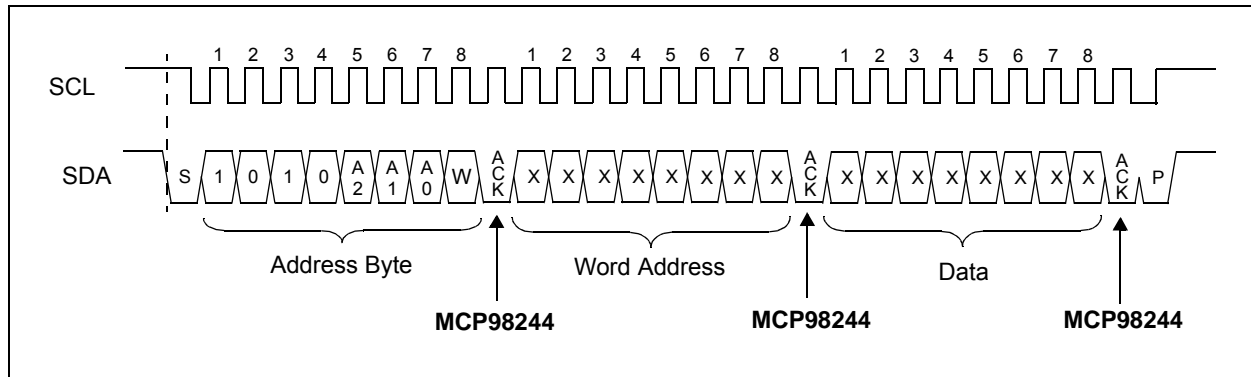 1 2 3 4 5 6 7 8 1 2 3 4 5 6 7 8 1 2 3 4 5 6 7 8
SCL
SDA S 1 0 1 0 A2 A1 A0 W ACK X X X X X X X X ACK X X X X X X X X ACK P
Address Byte Word Address Data
MCP98244 MCP98244 MCP98244